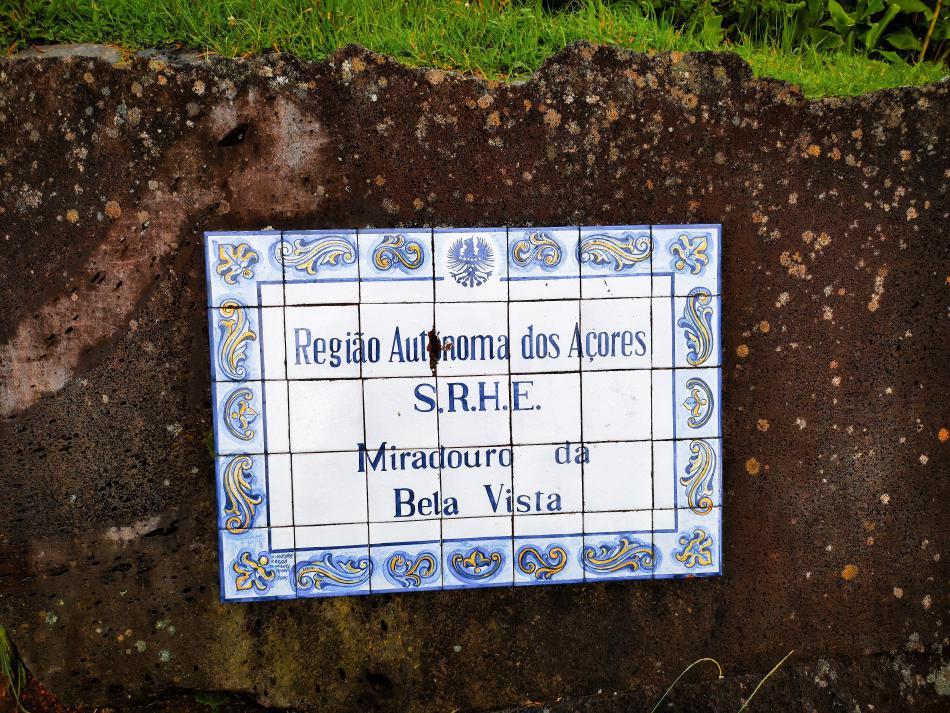 Região Autónoma dos Açores
S.R.H.E.
Miradouro da
Bela Vista